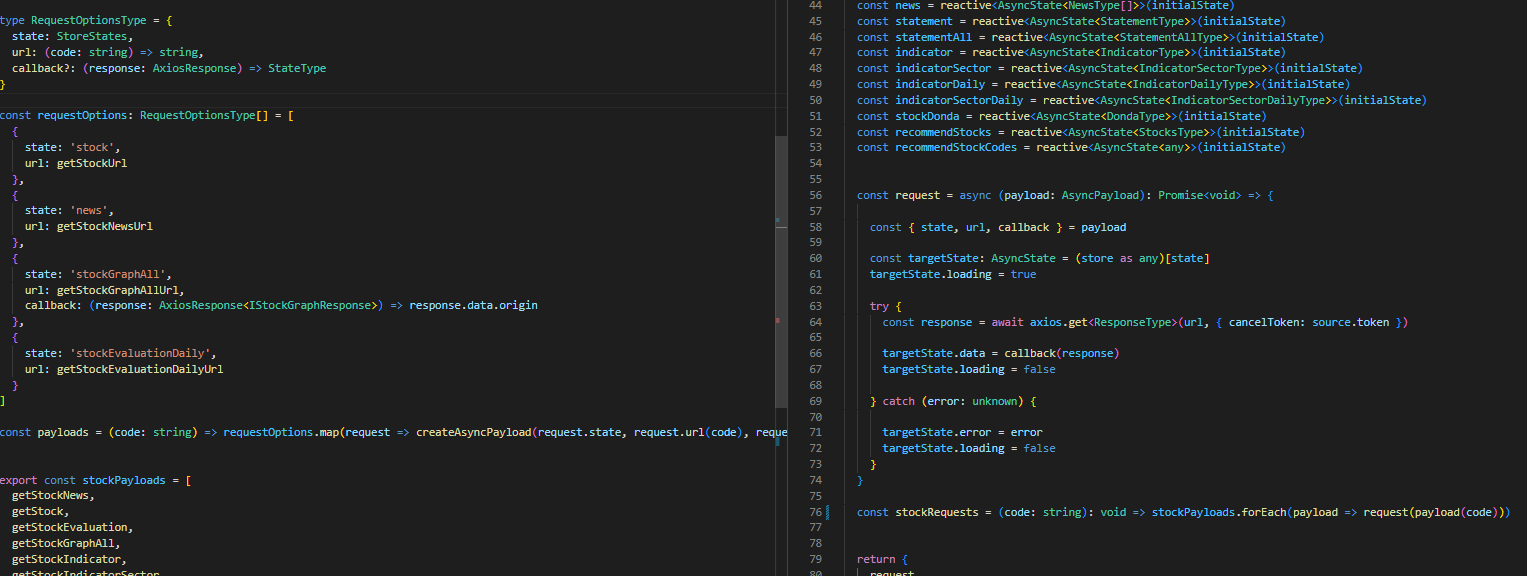 type RequestOptionsType = {
  state: StoreStates,
  url: (code: string) => string,
  callback?: (response: AxiosResponse) => StateType
}
const requestOptions: RequestOptionsType[] = [
  {
    state: 'stock',
    url: getStockUrl
  },
  {
    state: 'news',
    url: getStockNewsUrl
  },
  {
    state: 'stockGraphAll',
    url: getStockGraphAllUrl,
    callback: (response: AxiosResponse<IStockGraphResponse>) => response.data.origin
  },
  {
    state: 'stockEvaluationDaily',
    url: getStockEvaluationDailyUrl
  }
]
const payloads = (code: string) => requestOptions.map(request => createAsyncPayload(request.state, request.url(code), reque
export const stockPayloads = [
  getStockNews,
  getStock,
  getStockEvaluation,
  getStockGraphAll,
  getStockIndicator,
  getStockIndicatorSector
44 const news = reactive<AsyncState<NewsType[]>>(initialState)
45 const statement = reactive<AsyncState<StatementType>>(initialState)
46 const statementAll = reactive<AsyncState<StatementAllType>>(initialState)
47 const indicator = reactive<AsyncState<IndicatorType>>(initialState)
48 const indicatorSector = reactive<AsyncState<IndicatorSectorType>>(initialState)
49 const indicatorDaily = reactive<AsyncState<IndicatorDailyType>>(initialState)
50 const indicatorSectorDaily = reactive<AsyncState<IndicatorSectorDailyType>>(initialState)
51 const stockDonda = reactive<AsyncState<DondaType>>(initialState)
52 const recommendStocks = reactive<AsyncState<StocksType>>(initialState)
53 const recommendStockCodes = reactive<AsyncState<any>>(initialState)
54
55
56 const request = async (payload: AsyncPayload): Promise<void> => {
57
58   const { state, url, callback } = payload
59
60   const targetState: AsyncState = (store as any)[state]
61   targetState.loading = true
62
63   try {
64     const response = await axios.get<ResponseType>(url, { cancelToken: source.token })
65
66     targetState.data = callback(response)
67     targetState.loading = false
68
69   } catch (error: unknown) {
70
71     targetState.error = error
72     targetState.loading = false
73   }
74 }
75
76 const stockRequests = (code: string): void => stockPayloads.forEach(payload => request(payload(code)))
77
78
79 return {
80   request